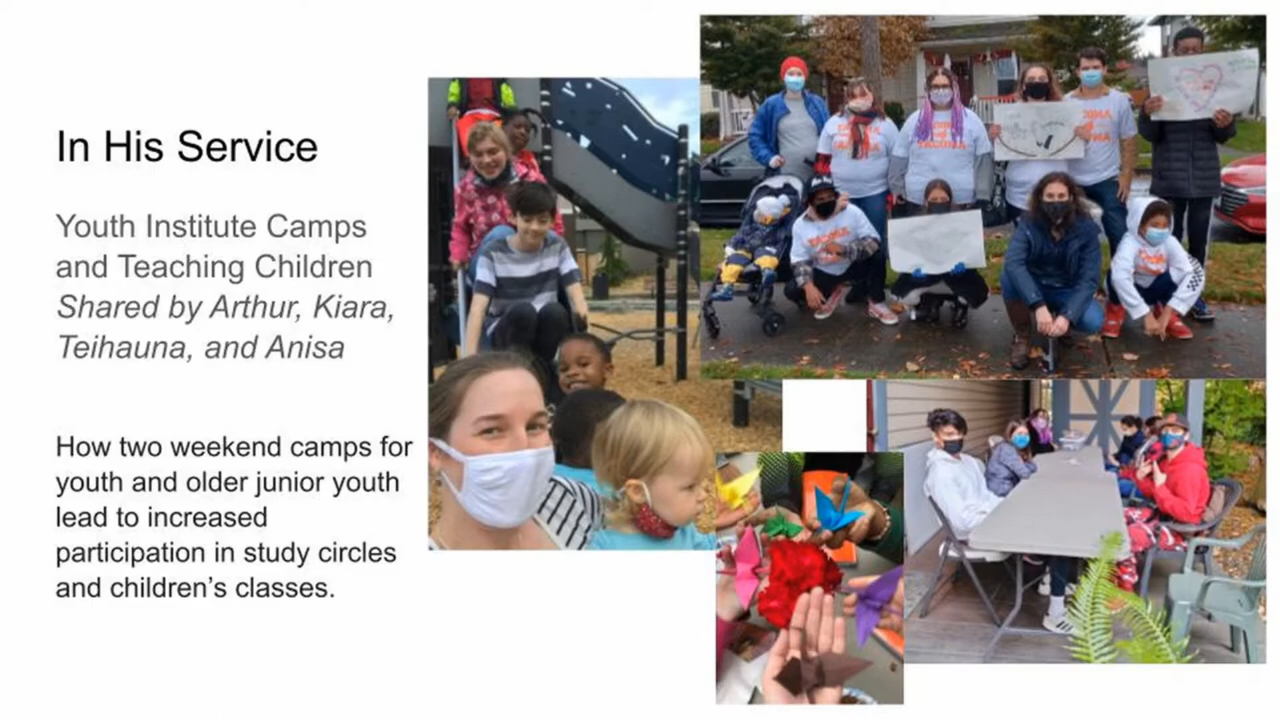 In His Service
Youth Institute Camps
and Teaching Children
Shared by Arthur, Kiara,
Teihauna, and Anisa
How two weekend camps for
youth and older junior youth
lead to increased
participation in study circles
and children’s classes.